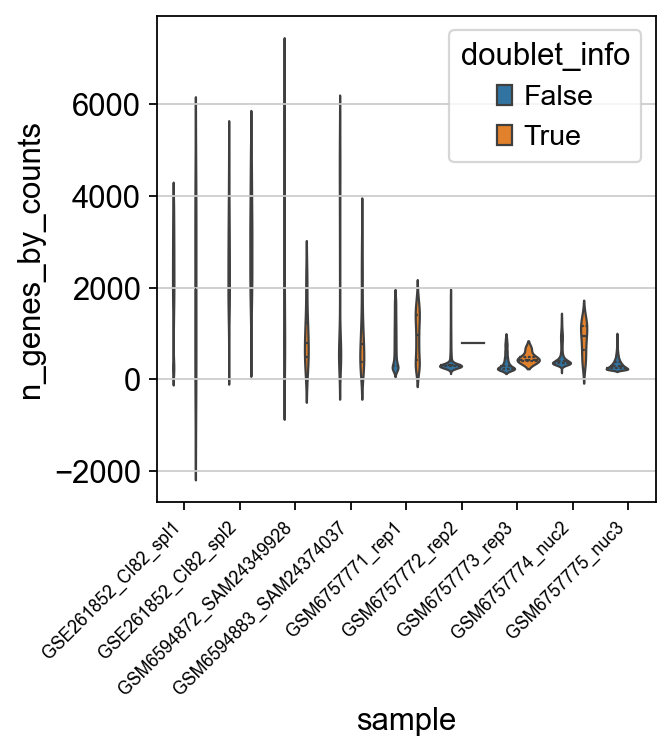 doublet_info
False
True
n_genes_by_counts
6000
4000
2000
0
−2000
GSE261852_CI82_spl1
GSE261852_CI82_spl2
GSM6594872_SAM24349928
GSM6594883_SAM24374037
GSM6757771_rep1
GSM6757772_rep2
GSM6757773_rep3
GSM6757774_nuc2
GSM6757775_nuc3
sample